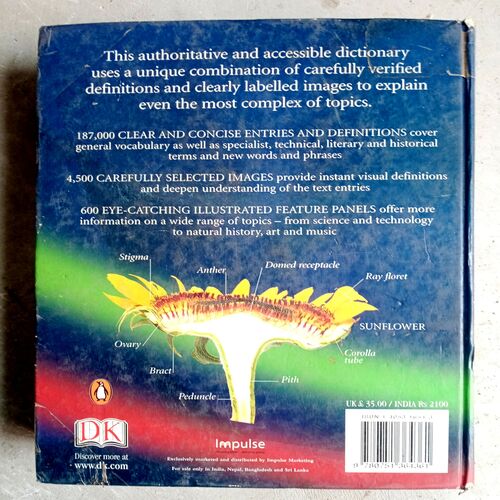 This authoritative and accessible dictionary
uses a unique combination of carefully verified
definitions and clearly labelled images to explain
even the most complex of topics.
187,000 CLEAR AND CONCISE ENTRIES AND DEFINITIONS cover
general vocabulary as well as specialist, technical, literary and historical
terms and new words and phrases
4,500 CAREFULLY SELECTED IMAGES provide instant visual definitions
and deepen understanding of the text entries
600 EYE-CATCHING ILLUSTRATED FEATURE PANELS offer more
information on a wide range of topics – from science and technology
to natural history, art and music
Stigma
Anther
Domed receptacle
Ray floret
SUNFLOWER
Ovary
Corolla
tube
Bract
Pith
Peduncle
UK £ 35.00 / INDIA Rs 2100
DK
Discover more at
www.dk.com
Impulse
Exclusively marketed and distributed by Impulse Marketing
For sale only in India, Nepal, Bangladesh and Sri Lanka